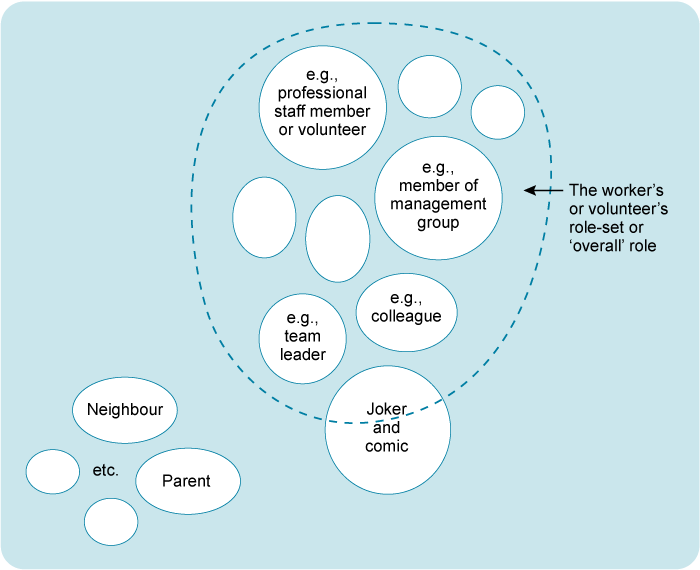 e.g.,
professional
staff member
or volunteer
e.g.,
member of
management
group
The worker’s
or volunteer’s
role-set or
‘overall’ role
e.g.,
colleague
e.g.,
team
leader
Joker
and
comic
Neighbour
etc.
Parent